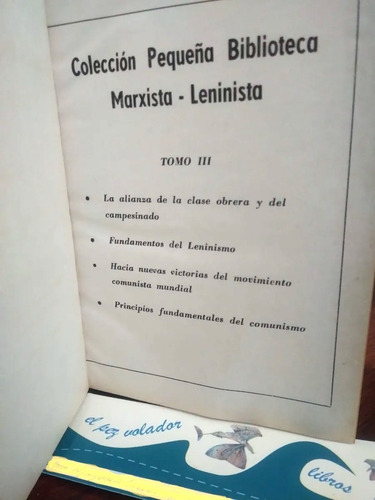 Colección Pequeña Biblioteca
Marxista - Leninista
TOMO III
• La alianza de la clase obrera y del
campesinado
• Fundamentos del Leninismo
• Hacia nuevas victorias del movimiento
comunista mundial
• Principios fundamentales del comunismo
el pez volador
libros